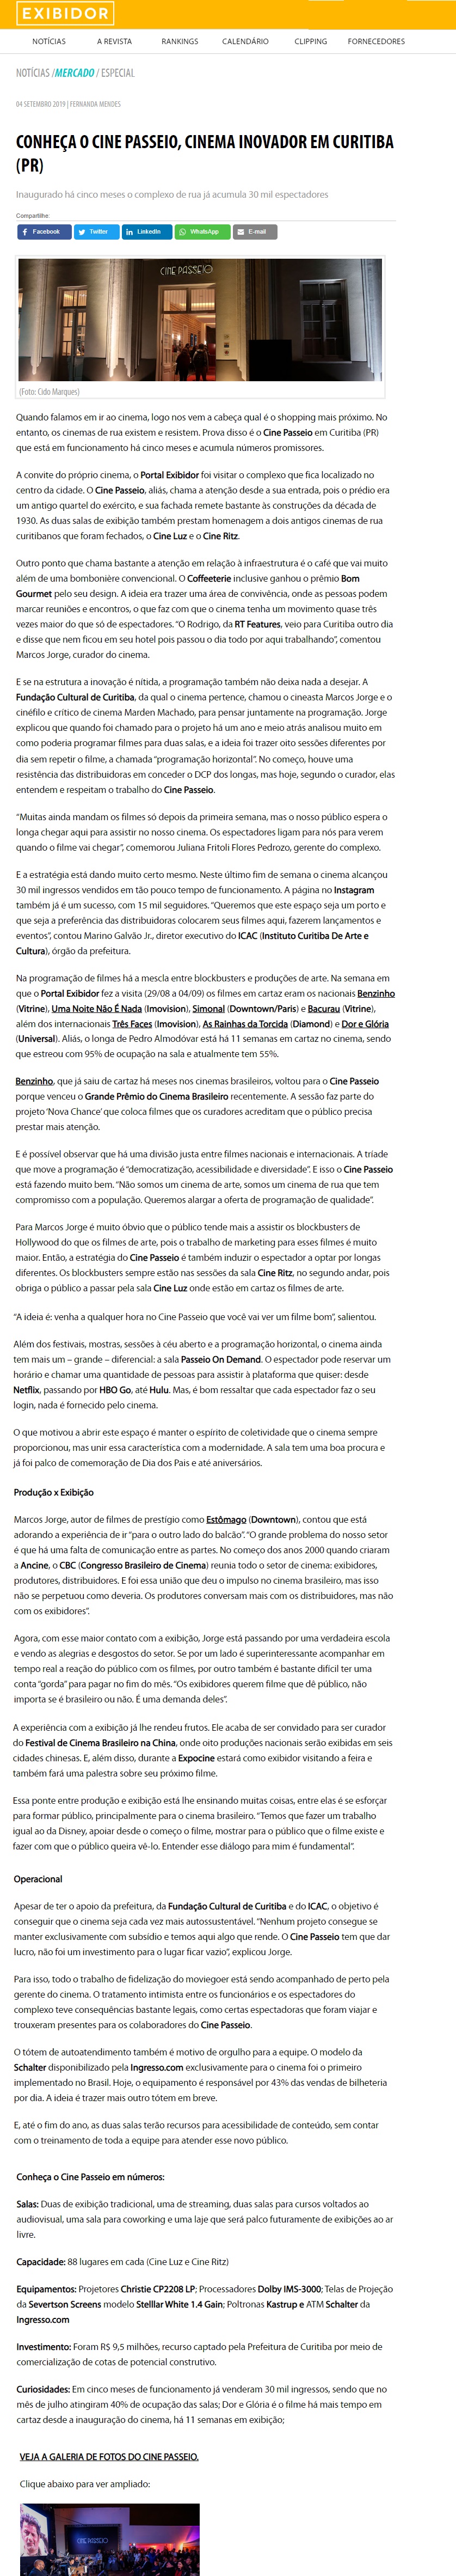 EXIBIDOR
NOTÍCIAS A REVISTA RANKINGS CALENDÁRIO CLIPPING FORNECEDORES
NOTÍCIAS /MERCADO / ESPECIAL
04 SETEMBRO 2019 | FERNANDA MENDES
CONHEÇA O CINE PASSEIO, CINEMA INOVADOR EM CURITIBA
(PR)
Inaugurado há cinco meses o complexo de rua já acumula 30 mil espectadores
Compartilhe:
Facebook Twitter LinkedIn WhatsApp E-mail
CINE PASSEIO
(Foto: Cido Marques)
Quando falamos em ir ao cinema, logo nos vem a cabeça qual é o shopping mais próximo. No
entanto, os cinemas de rua existem e resistem. Prova disso é o Cine Passeio em Curitiba (PR)
que está em funcionamento há cinco meses e acumula números promissores.
A convite do próprio cinema, o Portal Exibidor foi visitar o complexo que fica localizado no
centro da cidade. O Cine Passeio, aliás, chama a atenção desde a sua entrada, pois o prédio era
um antigo quartel do exército, e sua fachada remete bastante às construções da década de
1930. As duas salas de exibição também prestam homenagem a dois antigos cinemas de rua
curitibanos que foram fechados, o Cine Luz e o Cine Ritz.
Outro ponto que chama bastante a atenção em relação à infraestrutura é o café que vai muito
além de uma bombonière convencional. O Coffeeterie inclusive ganhou o prêmio Bom
Gourmet pelo seu design. A ideia era trazer uma área de convivência, onde as pessoas podem
marcar reuniões e encontros, o que faz com que o cinema tenha um movimento quase três
vezes maior do que só de espectadores. “O Rodrigo, da RT Features, veio para Curitiba outro dia
e disse que nem ficou em seu hotel pois passou o dia todo por aqui trabalhando”, comentou
Marcos Jorge, curador do cinema.
E se na estrutura a inovação é nítida, a programação também não deixa nada a desejar. A
Fundação Cultural de Curitiba, da qual o cinema pertence, chamou o cineasta Marcos Jorge e o
cinéfilo e crítico de cinema Marden Machado, para pensar juntamente na programação. Jorge
explicou que quando foi chamado para o projeto há um ano e meio atrás analisou muito em
como poderia programar filmes para duas salas, e a ideia foi trazer oito sessões diferentes por
dia sem repetir o filme, a chamada “programação horizontal”. No começo, houve uma
resistência das distribuidoras em conceder o DCP dos longas, mas hoje, segundo o curador, elas
entendem e respeitam o trabalho do Cine Passeio.
“Muitas ainda mandam os filmes só depois da primeira semana, mas o nosso público espera o
longa chegar aqui para assistir no nosso cinema. Os espectadores ligam para nós para verem
quando o filme vai chegar”, comemorou Juliana Fritoli Flores Pedrozo, gerente do complexo.
E a estratégia está dando muito certo mesmo. Neste último fim de semana o cinema alcançou
30 mil ingressos vendidos em tão pouco tempo de funcionamento. A página no Instagram
também já é um sucesso, com 15 mil seguidores. “Queremos que este espaço seja um porto e
que seja a preferência das distribuidoras colocarem seus filmes aqui, fazerem lançamentos e
eventos”, contou Marino Galvão Jr., diretor executivo do ICAC (Instituto Curitiba De Arte e
Cultura), órgão da prefeitura.
Na programação de filmes há a mescla entre blockbusters e produções de arte. Na semana em
que o Portal Exibidor fez a visita (29/08 a 04/09) os filmes em cartaz eram os nacionais Benzinho
(Vitrine), Uma Noite Não É Nada (Imovision), Simonal (Downton/Paris) e Bacurau (Vitrine),
além dos internacionais Três Faces (Imovision), As Rainhas da Torcida (Diamond) e Dor e Glória
(Universal). Aliás, o longa de Pedro Almodóvar está há 11 semanas em cartaz no cinema, sendo
que estreou com 95% de ocupação na sala e atualmente tem 55%.
Benzinho, que já saiu de cartaz há meses nos cinemas brasileiros, voltou para o Cine Passeio
porque venceu o Grande Prêmio do Cinema Brasileiro recentemente. A sessão faz parte do
projeto ‘Nova Chance’ que coloca filmes que os curadores acreditam que o público precisa
prestar mais atenção.
E é possível observar que há uma divisão justa entre filmes nacionais e internacionais. A tríade
que move a programação é “democratização, acessibilidade e diversidade”. E isso o Cine Passeio
está fazendo muito bem. “Não somos um cinema de arte, somos um cinema de rua que tem
compromisso com a população. Queremos alargar a oferta de programação de qualidade”.
Para Marcos Jorge é muito óbvio que o público tende mais a assistir os blockbusters de
Hollywood do que os filmes de arte, pois o trabalho de marketing para esses filmes é muito
maior. Então, a estratégia do Cine Passeio é também induzir o espectador a optar por longas
diferentes. Os blockbusters sempre estão nas sessões da sala Cine Ritz, no segundo andar, pois
obriga o público a passar pela sala Cine Luz onde estão em cartaz os filmes de arte.
“A ideia é: venha a qualquer hora no Cine Passeio que você vai ver um filme bom”, salientou.
Além dos festivais, mostras, sessões à céu aberto e a programação horizontal, o cinema ainda
tem mais um – grande – diferencial: a sala Passeio On Demand. O espectador pode reservar um
horário e chamar uma quantidade de pessoas para assistir à plataforma que quiser: desde
Netflix, passando por HBO Go, até Hulu. Mas, é bom ressaltar que cada espectador faz o seu
login, nada é fornecido pelo cinema.
O que motivou a abrir este espaço é manter o espírito de coletividade que o cinema sempre
proporcionou, mas unir essa característica com a modernidade. A sala tem uma boa procura e
já foi palco de comemoração de Dia dos Pais e até aniversários.
Produção x Exibição
Marcos Jorge, autor de filmes de prestígio como Estômago (Downtown), contou que está
adorando a experiência de ir “para o outro lado do balcão”. “O grande problema do nosso setor
é que há uma falta de comunicação entre as partes. No começo dos anos 2000 quando criaram
a Ancine, o CBC (Congresso Brasileiro de Cinema) reunia todo o setor de cinema: exibidores,
produtores, distribuidores. E foi essa união que deu o impulso no cinema brasileiro, mas isso
não se perpetuou como deveria. Os produtores conversam mais com os distribuidores, mas não
com os exibidores”.
Agora, com esse maior contato com a exibição, Jorge está passando por uma verdadeira escola
e vendo as alegrias e desgostos do setor. Se por um lado é superinteressante acompanhar em
tempo real a reação do público com os filmes, por outro também é bastante difícil ter uma
conta “gorda” para pagar no fim do mês. “Os exibidores querem filme que dê público, não
importa se é brasileiro ou não. É uma demanda deles”.
A experiência com a exibição já lhe rendeu frutos. Ele acaba de ser convidado para ser curador
do Festival de Cinema Brasileiro na China, onde oito produções nacionais serão exibidas em seis
cidades chinesas. E, além disso, durante a Expocine estará como exibidor visitando a feira e
também fará uma palestra sobre seu próximo filme.
Essa ponte entre produção e exibição está lhe ensinando muitas coisas, entre elas é se esforçar
para formar público, principalmente para o cinema brasileiro. “Temos que fazer um trabalho
igual ao da Disney, apoiar desde o começo o filme, mostrar para o público que o filme existe e
fazer com que o público queira vê-lo. Entender esse diálogo para mim é fundamental”.
Operacional
Apesar de ter o apoio da prefeitura, da Fundação Cultural de Curitiba e do ICAC, o objetivo é
conseguir que o cinema seja cada vez mais autossustentável. “Nenhum projeto consegue se
manter exclusivamente com subsídio e temos aqui algo que rende. O Cine Passeio tem que dar
lucro, não foi um investimento para o lugar ficar vazio”, explicou Jorge.
Para isso, todo o trabalho de fidelização do moviegoer está sendo acompanhado de perto pela
gerente do cinema. O tratamento intimista entre os funcionários e os espectadores do
complexo teve consequências bastante legais, como certas espectadoras que foram viajar e
trouxeram presentes para os colaboradores do Cine Passeio.
O tótem de autoatendimento também é motivo de orgulho para a equipe. O modelo da
Schalter disponibilizado pela Ingresso.com exclusivamente para o cinema foi o primeiro
implementado no Brasil. Hoje, o equipamento é responsável por 43% das vendas de bilheteria
por dia. A ideia é trazer mais outro tótem em breve.
E, até o fim do ano, as duas salas terão recursos para acessibilidade de conteúdo, sem contar
com o treinamento de toda a equipe para atender esse novo público.
Conheça o Cine Passeio em números:
Salas: Duas de exibição tradicional, uma de streaming, duas salas para cursos voltados ao
audiovisual, uma sala para coworking e uma laje que será palco futuramente de exibições ao ar
livre.
Capacidade: 88 lugares em cada (Cine Luz e Cine Ritz)
Equipamentos: Projetores Christie CP2208 LP; Processadores Dolby IMS-3000; Telas de Projeção
da Severtson Screens modelo Stelllar White 1.4 Gain; Poltronas Kastrup e ATM Schalter da
Ingresso.com
Investimento: Foram R$ 9,5 milhões, recurso captado pela Prefeitura de Curitiba por meio de
comercialização de cotas de potencial construtivo.
Curiosidades: Em cinco meses de funcionamento já venderam 30 mil ingressos, sendo que no
mês de julho atingiram 40% de ocupação das salas; Dor e Glória é o filme há mais tempo em
cartaz desde a inauguração do cinema, há 11 semanas em exibição;
VEJA A GALERIA DE FOTOS DO CINE PASSEIO.
Clique abaixo para ver ampliado:
CINE PASSEIO